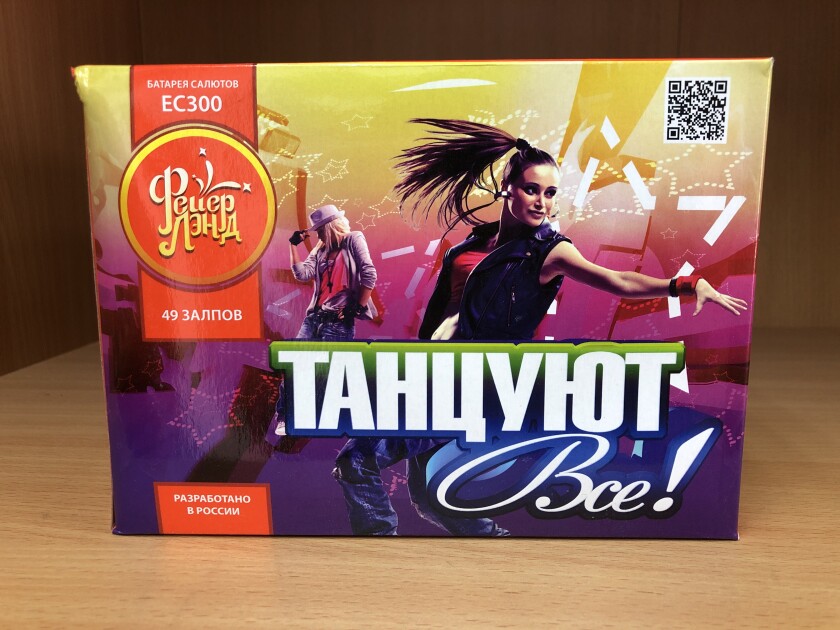 БАТАРЕЯ САЛЮТОВ
ЕС300
Фейер
Лэнд
49 ЗАЛПОВ
ТАНЦУЮТ
Все!
РАЗРАБОТАНО
В РОССИИ